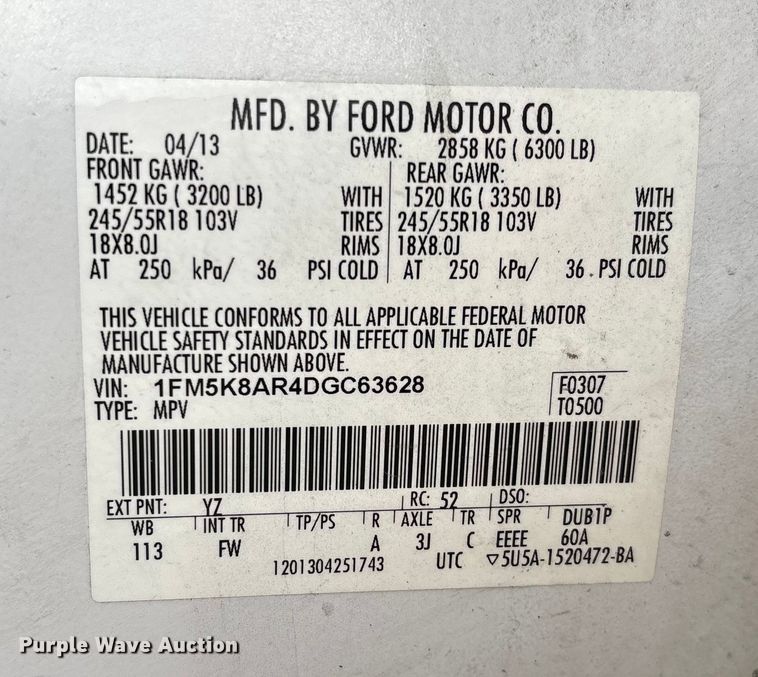 MFD. BY FORD MOTOR CO.
DATE: 04/13 GVWR: 2858 KG ( 6300 LB)
FRONT GAWR: REAR GAWR:
1452 KG ( 3200 LB) WITH 1520 KG ( 3350 LB) WITH
245/55R18 103V TIRES 245/55R18 103V TIRES
18X8.0J RIMS 18X8.0J RIMS
AT 250 kPa/ 36 PSI COLD AT 250 kPa/ 36 PSI COLD
THIS VEHICLE CONFORMS TO ALL APPLICABLE FEDERAL MOTOR
VEHICLE SAFETY STANDARDS IN EFFECT ON THE DATE OF
MANUFACTURE SHOWN ABOVE.
VIN: 1FM5K8AR4DGC63628 F0307
TYPE: MPV T0500
EXT PNT: YZ RC: 52 DSO:
WB INT TR TP/PS R AXLE TR SPR DUB1P
113 FW A 3J C EEEE 60A
1201304251743 UTC ▽5U5A-1520472-BA
Purple Wave Auction